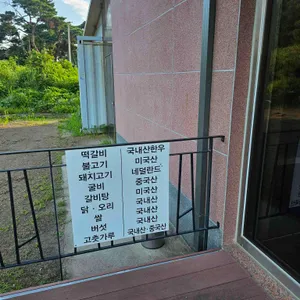 떡갈비 국내산한우
불고기 미국산
돼지고기 네덜란드
굴비 중국산
갈비탕 미국산
닭·오리 국내산
쌀 국내산
버섯 국내산
고춧가루 국내산·중국산